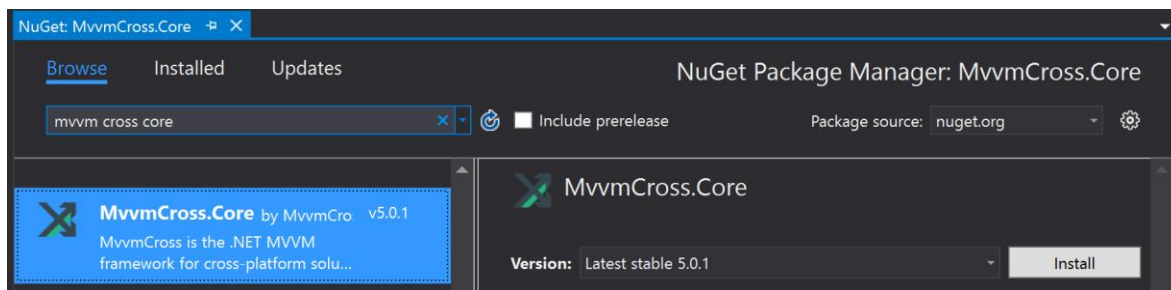 NuGet: MvvmCross.Core
Browse Installed Updates
NuGet Package Manager: MvvmCross.Core
mvvm cross core
Include prerelease
Package source: nuget.org
MvvmCross.Core by MvvmCro v5.0.1
MvvmCross is the .NET MVVM
framework for cross-platform solu...
MvvmCross.Core
Version: Latest stable 5.0.1
Install